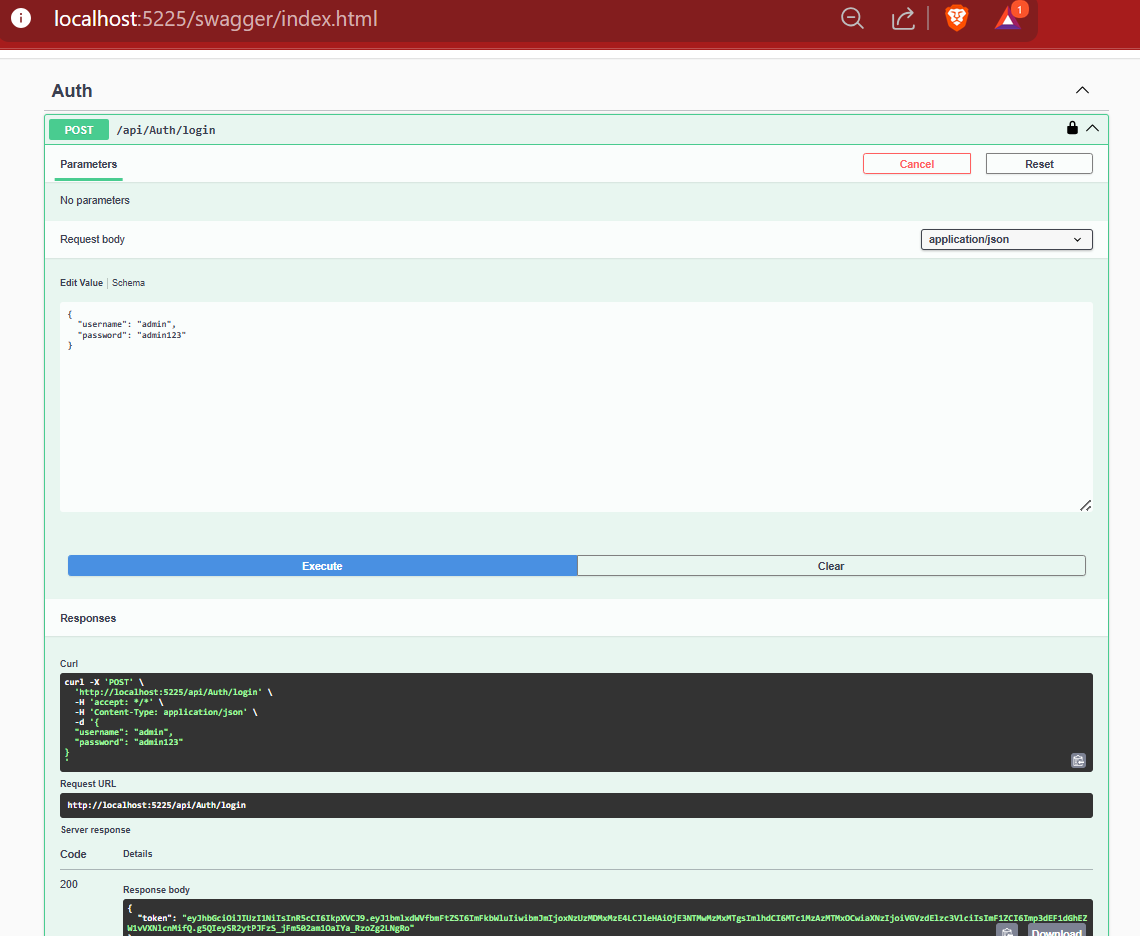 localhost:5225/swagger/index.html
1
Auth
POST /api/Auth/login
Parameters
Cancel
Reset
No parameters
Request body
application/json
Edit Value | Schema
{
"username": "admin",
"password": "admin123"
}
Execute
Clear
Responses
Curl
curl -X 'POST' \
'http://localhost:5225/api/Auth/login' \
-H 'accept: */*' \
-H 'Content-Type: application/json' \
-d '{
"username": "admin",
"password": "admin123"
}
'
Request URL
http://localhost:5225/api/Auth/login
Server response
Code Details
200
Response body
{
"token":
Download